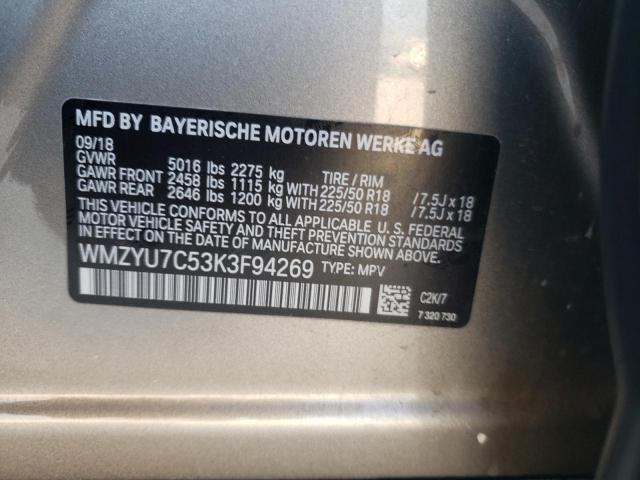 MFD BY BAYERISCHE MOTOREN WERKE AG
09/18
GVWR 5016 lbs 2275 kg TIRE / RIM
GAWR FRONT 2458 lbs 1115 kg WITH 225/50 R18 / 7.5J x 18
GAWR REAR 2646 lbs 1200 kg WITH 225/50 R18 / 7.5J x 18
THIS VEHICLE CONFORMS TO ALL APPLICABLE U. S. FEDERAL
MOTOR VEHICLE SAFETY AND THEFT PREVENTION STANDARDS
IN EFFECT ON THE DATE OF MANUFACTURE SHOWN ABOVE.
WMZYU7C53K3F94269 TYPE: MPV
C2K/7
7 320 730